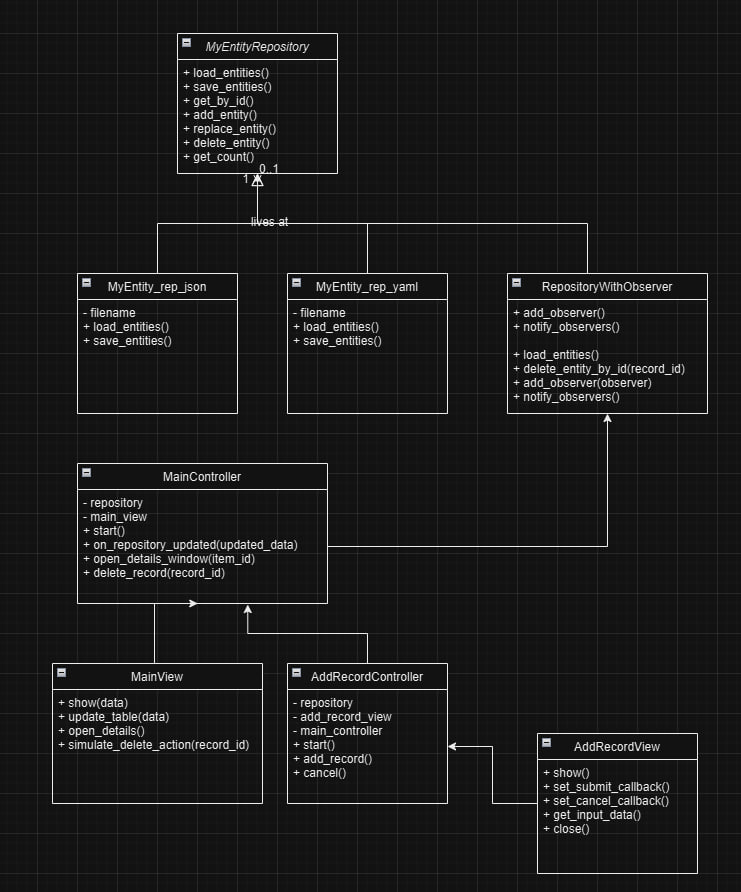 MyEntityRepository
+ load_entities()
+ save_entities()
+ get_by_id()
+ add_entity()
+ replace_entity()
+ delete_entity()
+ get_count()
0..1
1
lives at
MyEntity_rep_json
- filename
+ load_entities()
+ save_entities()
MyEntity_rep_yaml
- filename
+ load_entities()
+ save_entities()
RepositoryWithObserver
+ add_observer()
+ notify_observers()
+ load_entities()
+ delete_entity_by_id(record_id)
+ add_observer(observer)
+ notify_observers()
MainController
- repository
- main_view
+ start()
+ on_repository_updated(updated_data)
+ open_details_window(item_id)
+ delete_record(record_id)
MainView
+ show(data)
+ update_table(data)
+ open_details()
+ simulate_delete_action(record_id)
AddRecordController
- repository
- add_record_view
- main_controller
+ start()
+ add_record()
+ cancel()
AddRecordView
+ show()
+ set_submit_callback()
+ set_cancel_callback()
+ get_input_data()
+ close()